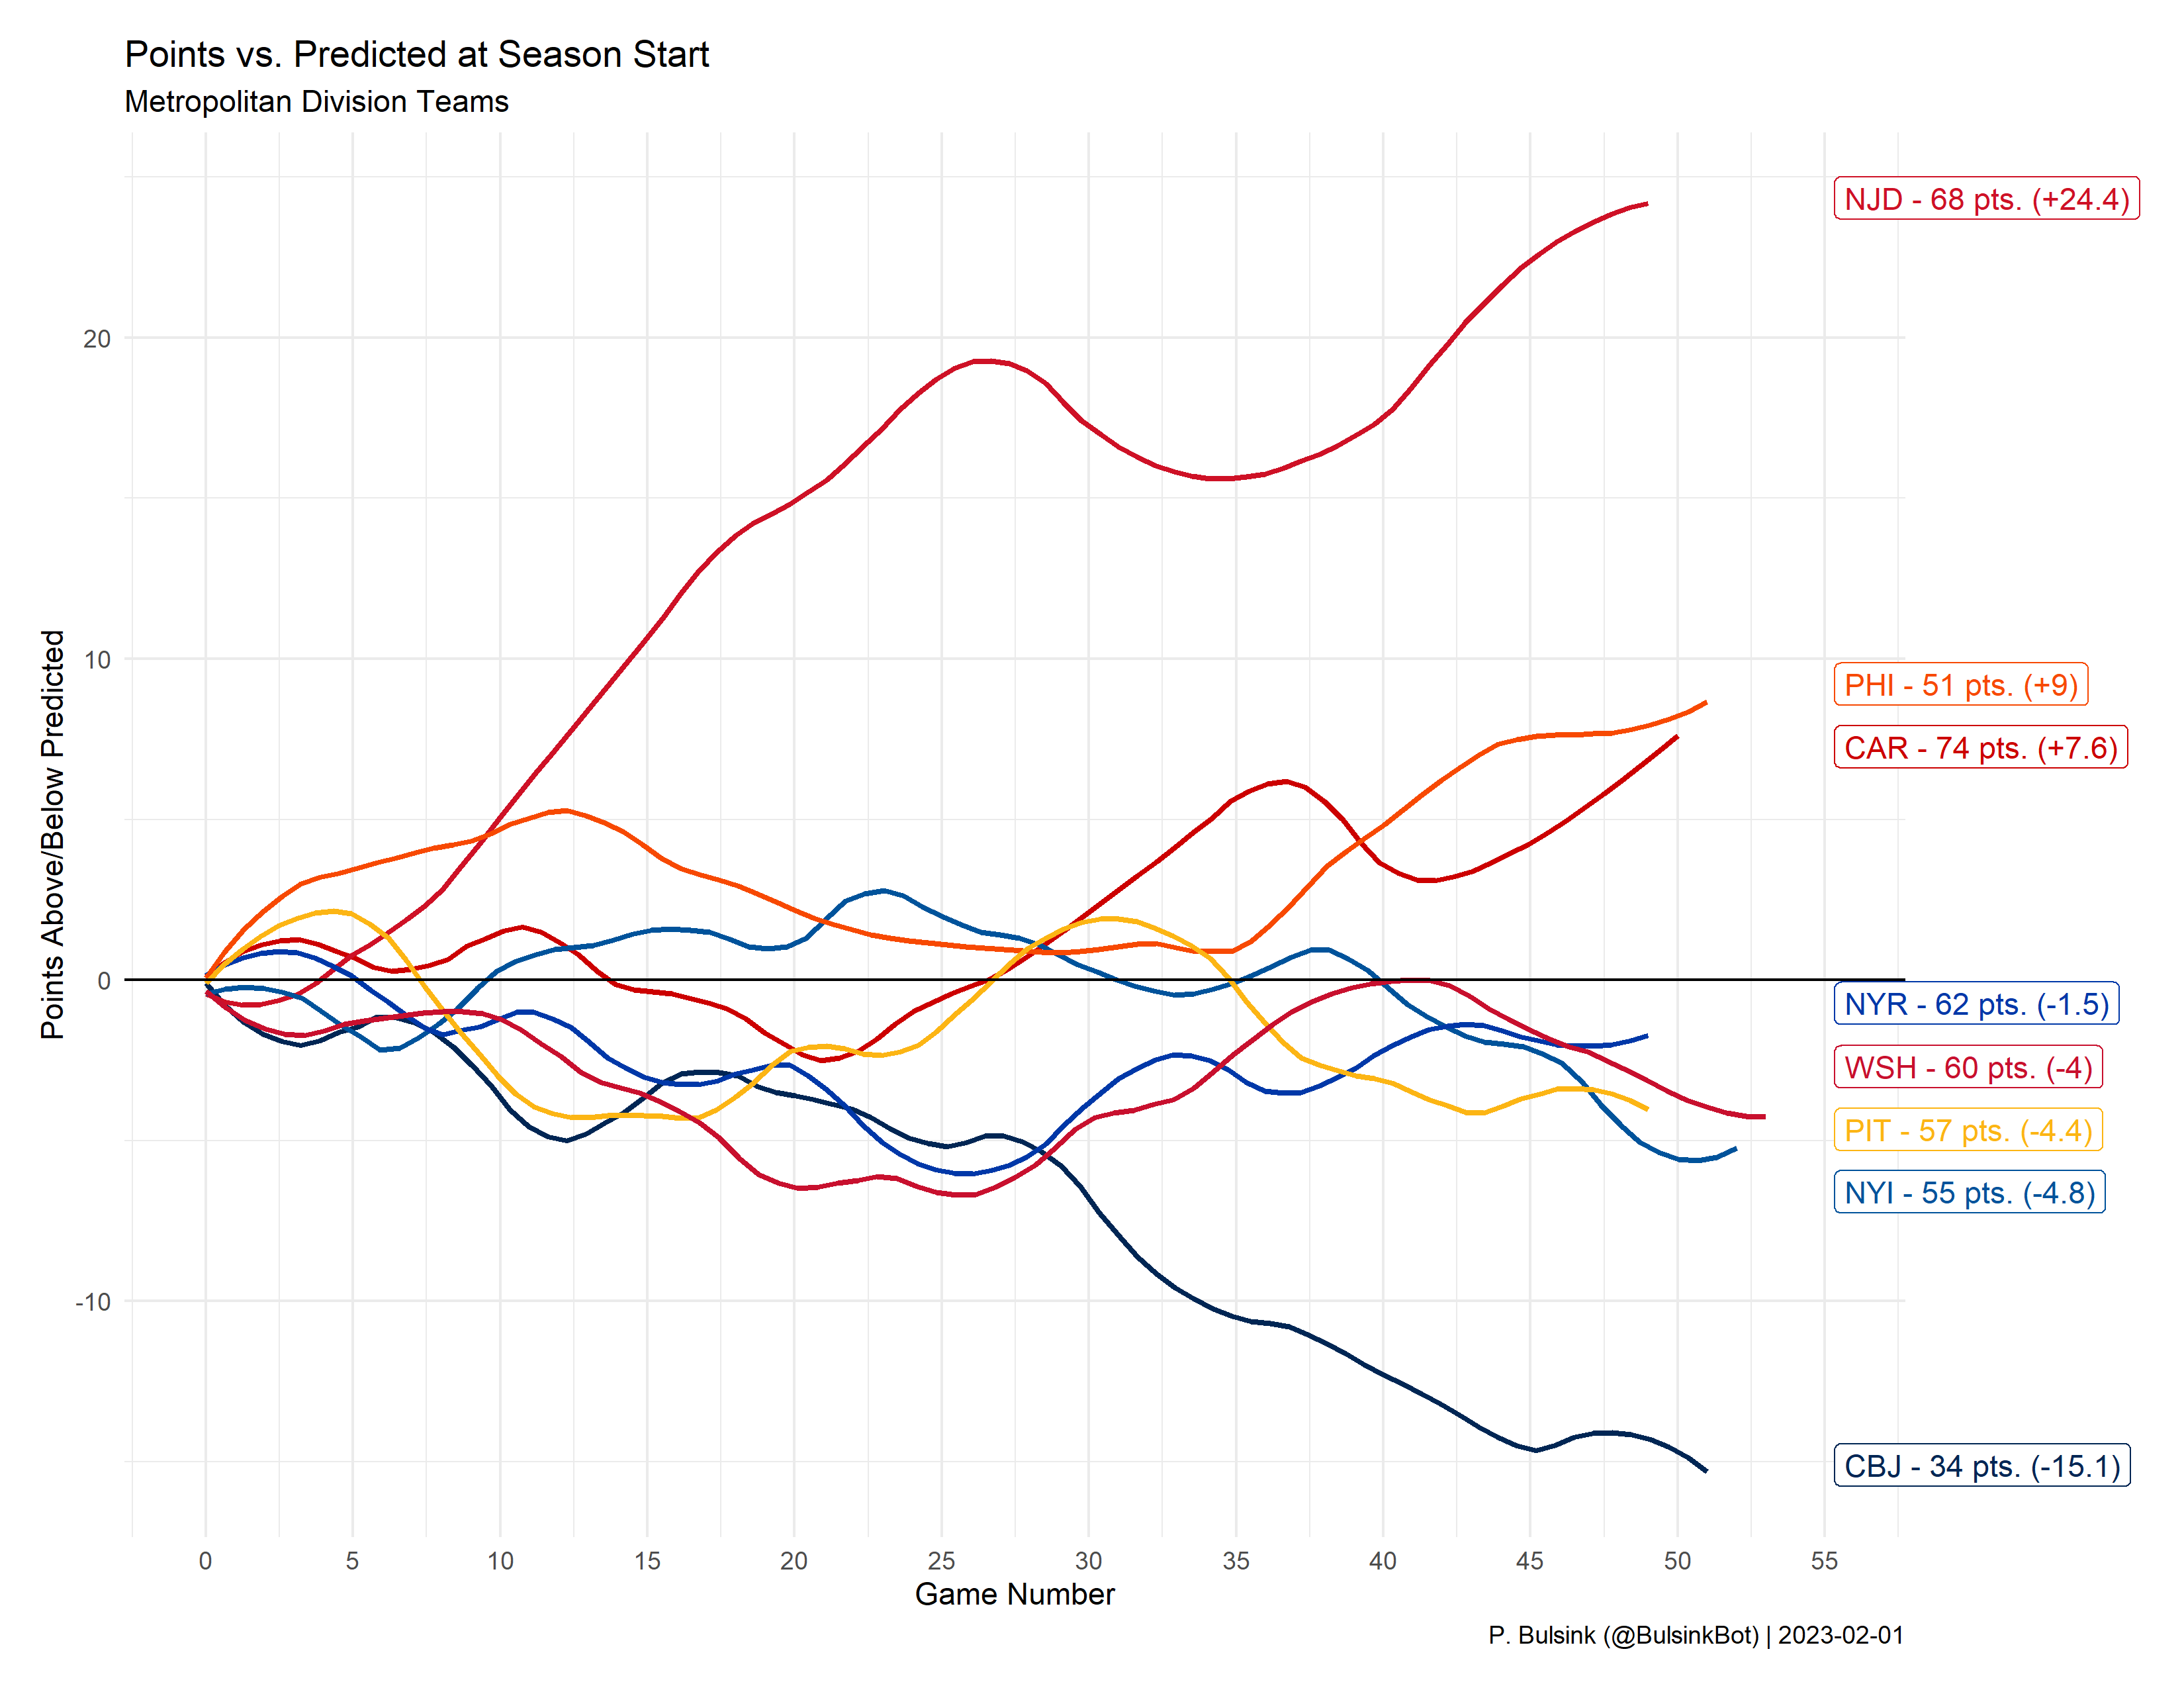 Points vs. Predicted at Season Start
Metropolitan Division Teams
Points Above/Below Predicted
20
10
0
-10
NJD - 68 pts. (+24.4)
PHI - 51 pts. (+9)
CAR - 74 pts. (+7.6)
NYR - 62 pts. (-1.5)
WSH - 60 pts. (-4)
PIT - 57 pts. (-4.4)
NYI - 55 pts. (-4.8)
CBJ - 34 pts. (-15.1)
0 5 10 15 20 25 30 35 40 45 50 55
Game Number
P. Bulsink (@BulsinkBot) | 2023-02-01